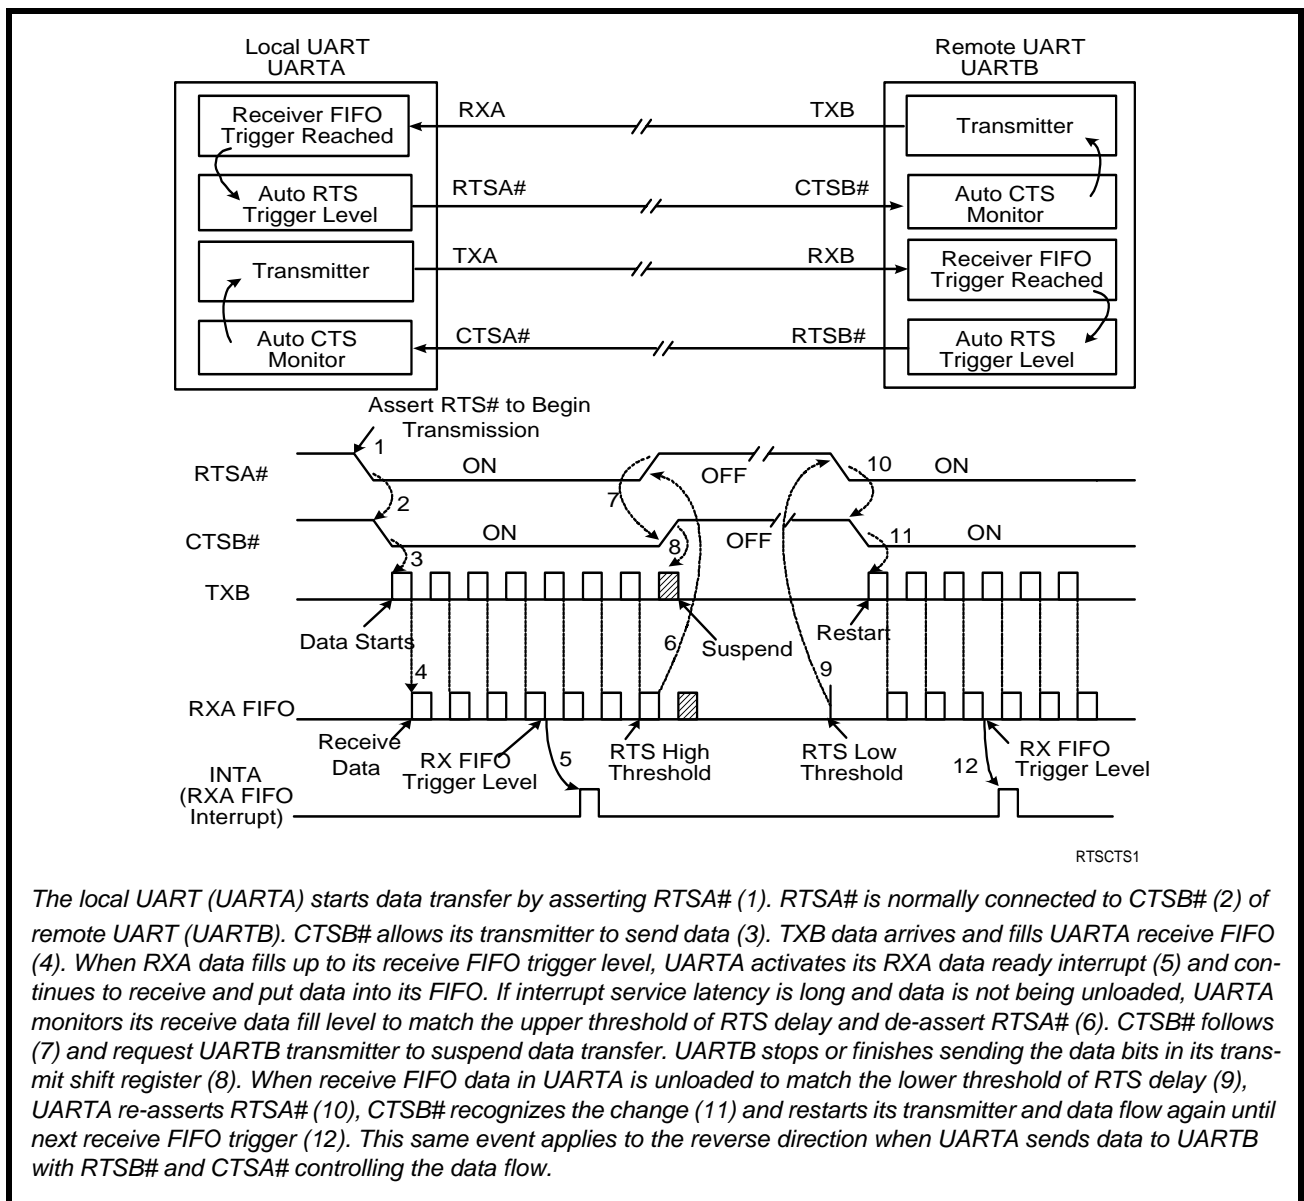 Local UART
UARTA
Remote UART
UARTB
Receiver FIFO
Trigger Reached
RXA
TXB
Transmitter
Auto RTS
Trigger Level
RTSA#
CTSB#
Auto CTS
Monitor
Transmitter
TXA
RXB
Receiver FIFO
Trigger Reached
Auto CTS
Monitor
CTSA#
RTSB#
Auto RTS
Trigger Level
Assert RTS# to Begin
Transmission
1
RTSA#
ON
OFF
10
ON
2
7
CTSB#
ON
OFF
11
ON
3
8
TXB
Data Starts
6
Suspend
Restart
4
9
RXA FIFO
Receive
Data
RX FIFO
Trigger Level
5
RTS High
Threshold
RTS Low
Threshold
12
RX FIFO
Trigger Level
INTA
(RXA FIFO
Interrupt)
RTSCTS1
The local UART (UARTA) starts data transfer by asserting RTSA# (1). RTSA# is normally connected to CTSB# (2) of
remote UART (UARTB). CTSB# allows its transmitter to send data (3). TXB data arrives and fills UARTA receive FIFO
(4). When RXA data fills up to its receive FIFO trigger level, UARTA activates its RXA data ready interrupt (5) and con-
tinues to receive and put data into its FIFO. If interrupt service latency is long and data is not being unloaded, UARTA
monitors its receive data fill level to match the upper threshold of RTS delay and de-assert RTSA# (6). CTSB# follows
(7) and request UARTB transmitter to suspend data transfer. UARTB stops or finishes sending the data bits in its trans-
mit shift register (8). When receive FIFO data in UARTA is unloaded to match the lower threshold of RTS delay (9),
UARTA re-asserts RTSA# (10), CTSB# recognizes the change (11) and restarts its transmitter and data flow again until
next receive FIFO trigger (12). This same event applies to the reverse direction when UARTA sends data to UARTB
with RTSB# and CTSA# controlling the data flow.